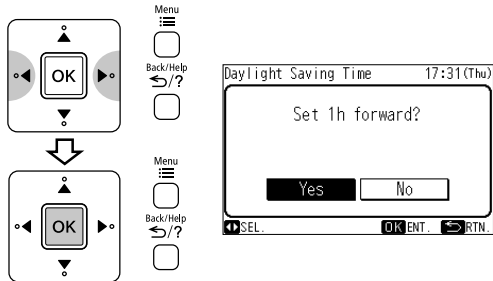 Menu
OK
Back/Help
/?
Menu
OK
Back/Help
/?
Daylight Saving Time 17:31(Thu)
Set 1h forward?
Yes No
SEL. OK ENT. RTN.